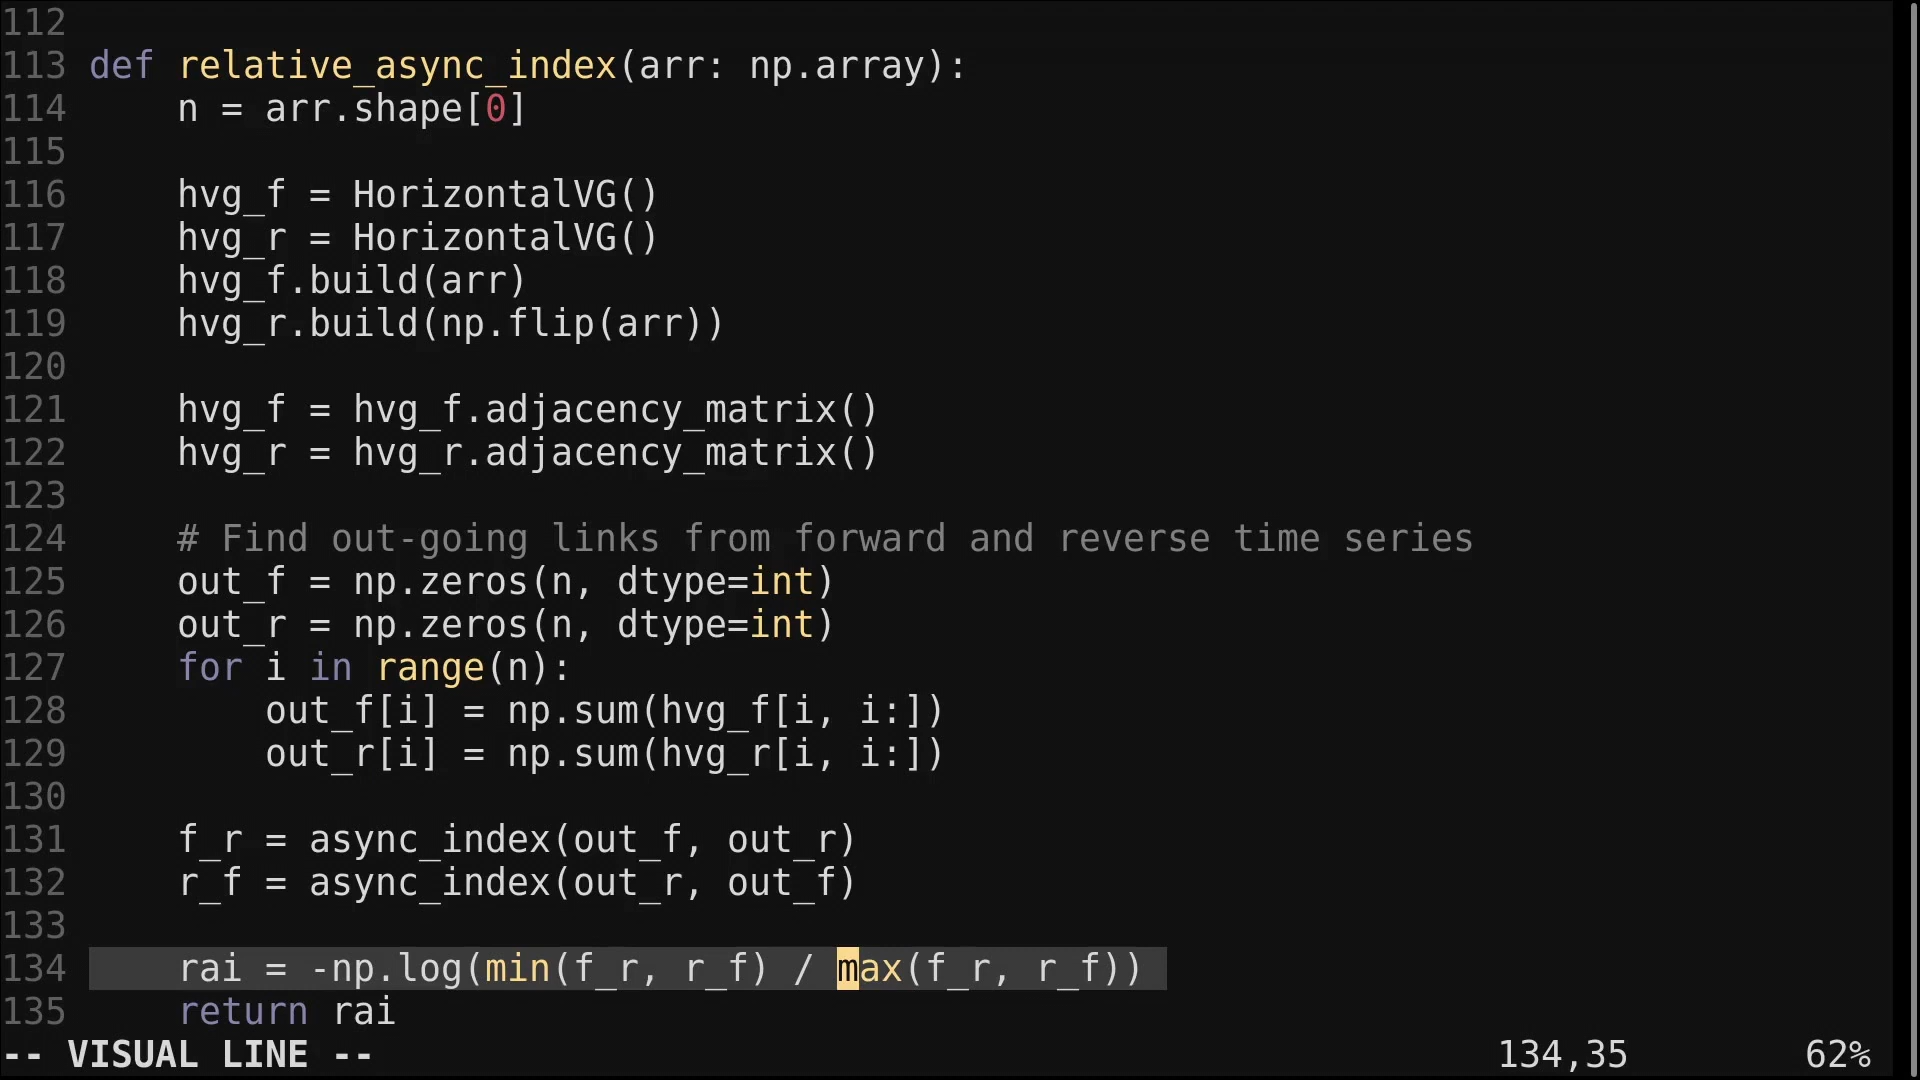 112
113 def relative_async_index(arr: np.array):
114     n = arr.shape[0]
115
116     hvg_f = HorizontalVG()
117     hvg_r = HorizontalVG()
118     hvg_f.build(arr)
119     hvg_r.build(np.flip(arr))
120
121     hvg_f = hvg_f.adjacency_matrix()
122     hvg_r = hvg_r.adjacency_matrix()
123
124     # Find out-going links from forward and reverse time series
125     out_f = np.zeros(n, dtype=int)
126     out_r = np.zeros(n, dtype=int)
127     for i in range(n):
128         out_f[i] = np.sum(hvg_f[i, i:])
129         out_r[i] = np.sum(hvg_r[i, i:])
130
131     f_r = async_index(out_f, out_r)
132     r_f = async_index(out_r, out_f)
133
134     rai = -np.log(min(f_r, r_f) / max(f_r, r_f))
135     return rai
-- VISUAL LINE -- 134,35 62%